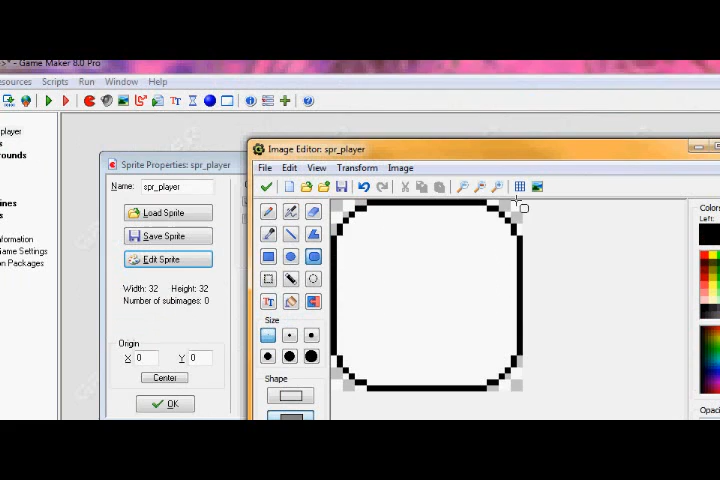 >* - Game Maker 8.0 Pro
esources Scripts Run Window Help
player
s
rounds
s
ines
s
nformation
Game Settings
on Packages
Sprite Properties: spr_player
Name: spr_player
Load Sprite
Save Sprite
Edit Sprite
Width: 32 Height: 32
Number of subimages: 0
Origin
X 0 Y 0
Center
OK
Image Editor: spr_player
File Edit View Transform Image
Size
Shape
Colors
Left:
Opac